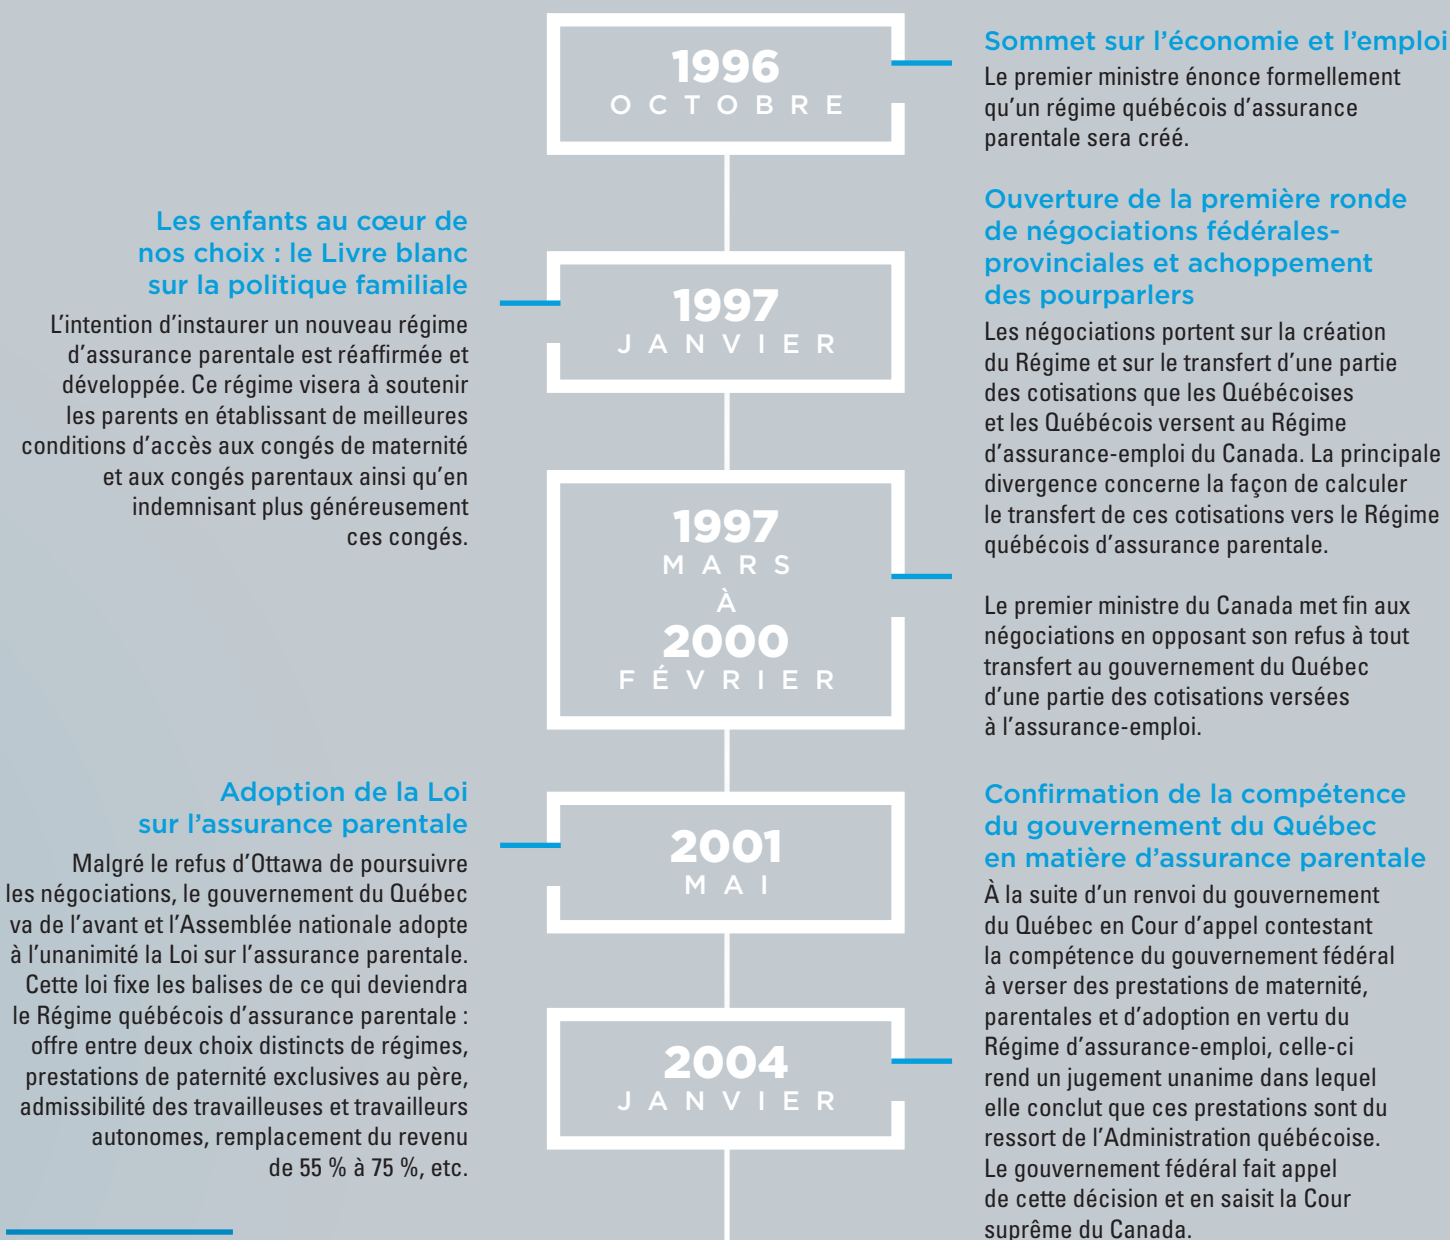 1996
OCTOBRE
Sommet sur l’économie et l’emploi
Le premier ministre énonce formellement
qu’un régime québécois d’assurance
parentale sera créé.
Les enfants au cœur de
nos choix : le Livre blanc
sur la politique familiale
L’intention d’instaurer un nouveau régime
d’assurance parentale est réaffirmée et
développée. Ce régime visera à soutenir
les parents en établissant de meilleures
conditions d’accès aux congés de maternité
et aux congés parentaux ainsi qu’en
indemnisant plus généreusement
ces congés.
1997
JANVIER
1997
MARS
À
2000
FÉVRIER
Ouverture de la première ronde
de négociations fédérales-
provinciales et achoppement
des pourparlers
Les négociations portent sur la création
du Régime et sur le transfert d’une partie
des cotisations que les Québécoises
et les Québécois versent au Régime
d’assurance-emploi du Canada. La principale
divergence concerne la façon de calculer
le transfert de ces cotisations vers le Régime
québécois d’assurance parentale.
Le premier ministre du Canada met fin aux
négociations en opposant son refus à tout
transfert au gouvernement du Québec
d’une partie des cotisations versées
à l’assurance-emploi.
Adoption de la Loi
sur l’assurance parentale
Malgré le refus d’Ottawa de poursuivre
les négociations, le gouvernement du Québec
va de l’avant et l’Assemblée nationale adopte
à l’unanimité la Loi sur l’assurance parentale.
Cette loi fixe les balises de ce qui deviendra
le Régime québécois d’assurance parentale :
offre entre deux choix distincts de régimes,
prestations de paternité exclusives au père,
admissibilité des travailleuses et travailleurs
autonomes, remplacement du revenu
de 55 % à 75 %, etc.
2001
MAI
2004
JANVIER
Confirmation de la compétence
du gouvernement du Québec
en matière d’assurance parentale
À la suite d’un renvoi du gouvernement
du Québec en Cour d’appel contestant
la compétence du gouvernement fédéral
à verser des prestations de maternité,
parentales et d’adoption en vertu du
Régime d’assurance-emploi, celle-ci
rend un jugement unanime dans lequel
elle conclut que ces prestations sont du
ressort de l’Administration québécoise.
Le gouvernement fédéral fait appel
de cette décision et en saisit la Cour
suprême du Canada.